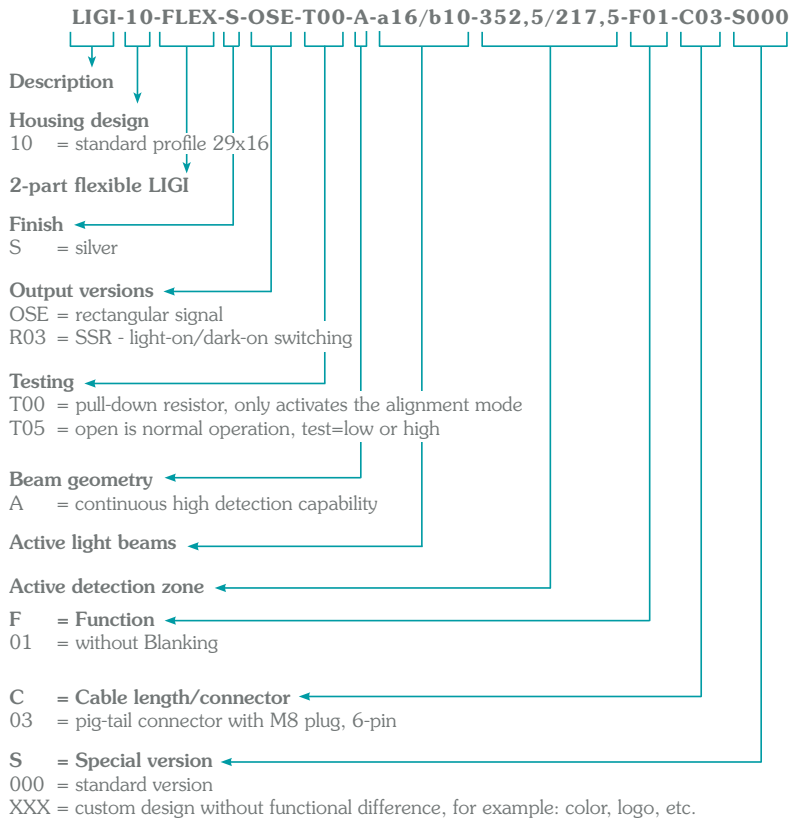 LIGI-10-FLEX-S-OSE-T00-A-a16/b10-352,5/217,5-F01-C03-S000
Description
Housing design
10 = standard profile 29x16
2-part flexible LIGI
Finish
S = silver
Output versions
OSE = rectangular signal
R03 = SSR - light-on/dark-on switching
Testing
T00 = pull-down resistor, only activates the alignment mode
T05 = open is normal operation, test=low or high
Beam geometry
A = continuous high detection capability
Active light beams
Active detection zone
F = Function
01 = without Blanking
C = Cable length/connector
03 = pig-tail connector with M8 plug, 6-pin
S = Special version
000 = standard version
XXX = custom design without functional difference, for example: color, logo, etc.